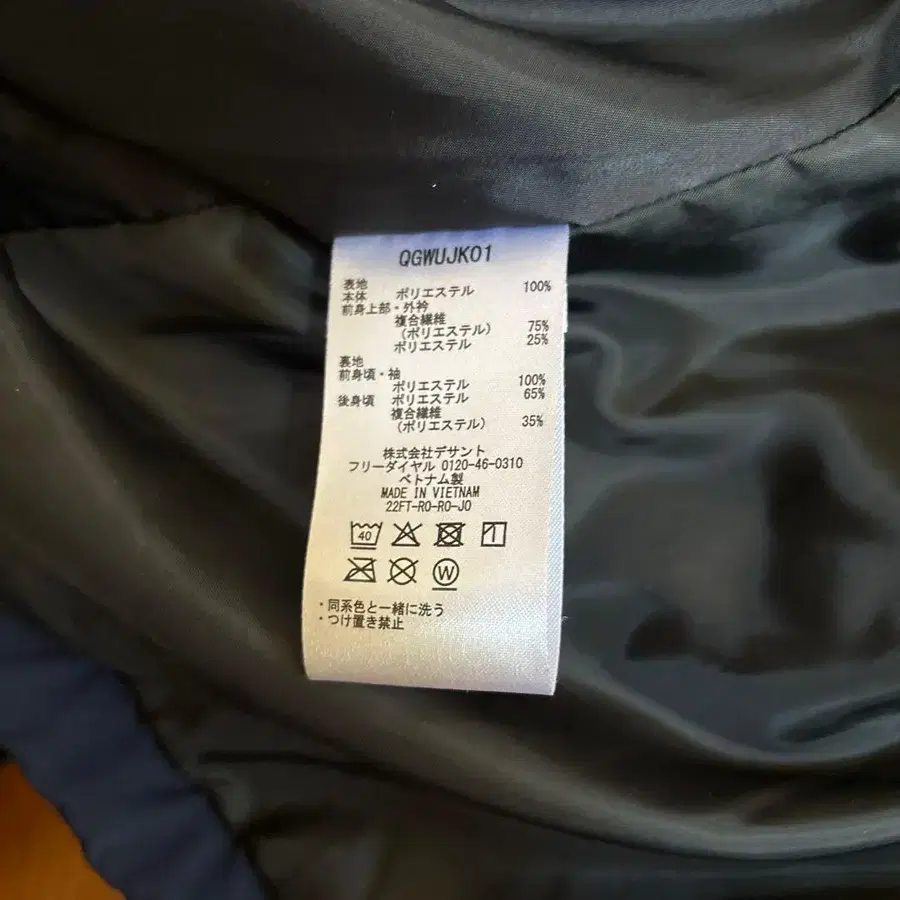 QGWUJK01
表地
本体 ポリエステル 100%
前身上部・外衿
複合繊維
(ポリエステル) 75%
ポリエステル 25%
裏地
前身頃・袖
ポリエステル 100%
後身頃 ポリエステル 65%
複合繊維
(ポリエステル) 35%
株式会社デサント
フリーダイヤル 0120-46-0310
ベトナム製
MADE IN VIETNAM
22FT-RO-RO-JO
40
W
・同系色と一緒に洗う
・つけ置き禁止